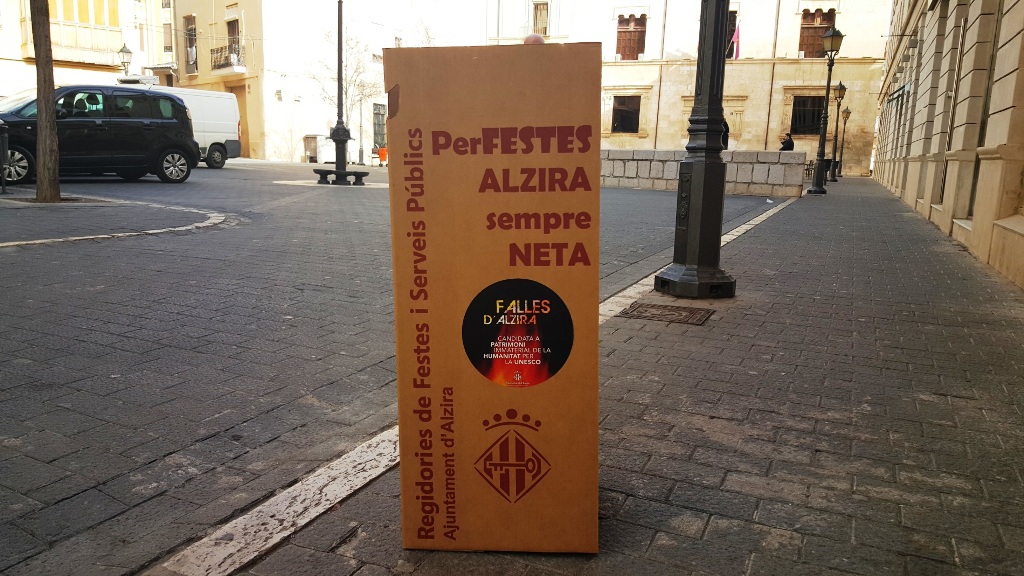 PerFESTES
ALZIRA
sempre
NETA
FALLES
D'ALZIRA
CANDIDATA A
PATRIMONI
IMMATERIAL DE LA
HUMANITAT PER
LA UNESCO
Regidories de Festes i Serveis Públics
Ajuntament d'Alzira